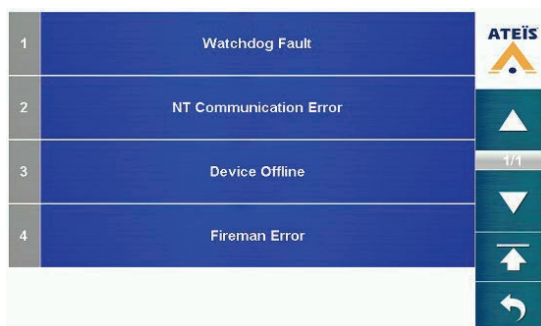 1 Watchdog Fault
2 NT Communication Error
3 Device Offline
4 Fireman Error
ATEÏS
1/1